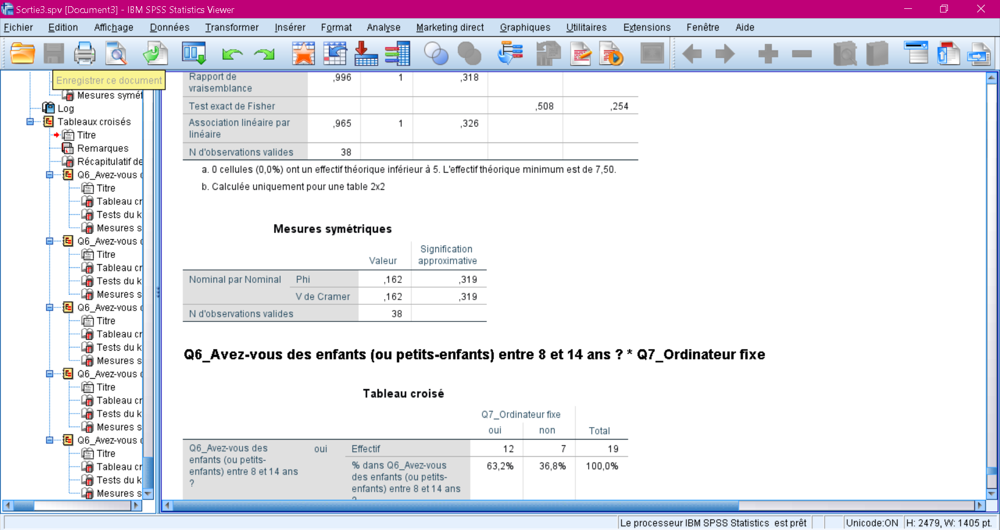 Sortie3.spv [Document3] - IBM SPSS Statistics Viewer
Fichier Edition Affichage Données Transformer Insérer Format Analyse Marketing direct Graphiques Utilitaires Extensions Fenêtre Aide
Enregistrer ce document
Mesures symét
Log
Tableaux croisés
Titre
Remarques
Récapitulatif de
Q6_Avez-vous d
Titre
Tableau cr
Tests du k
Mesures s
Q6_Avez-vous d
Titre
Tableau cr
Tests du k
Mesures s
Q6_Avez-vous d
Titre
Tableau cr
Tests du k
Mesures s
Q6_Avez-vous d
Titre
Tableau cr
Tests du k
Mesures s
Q6_Avez-vous d
Titre
Tableau cr
Tests du k
Mesures s
Rapport de ,996 1 ,318
vraisemblance
Test exact de Fisher ,508 ,254
Association linéaire par ,965 1 ,326
linéaire
N d'observations valides 38
a. 0 cellules (0,0%) ont un effectif théorique inférieur à 5. L'effectif théorique minimum est de 7,50.
b. Calculée uniquement pour une table 2x2
Mesures symétriques
Signification
Valeur approximative
Nominal par Nominal Phi ,162 ,319
V de Cramer ,162 ,319
N d'observations valides 38
Q6_Avez-vous des enfants (ou petits-enfants) entre 8 et 14 ans ? * Q7_Ordinateur fixe
Tableau croisé
Q7_Ordinateur fixe
oui non Total
Q6_Avez-vous des oui Effectif 12 7 19
enfants (ou petits-
enfants) entre 8 et 14 ans
?
% dans Q6_Avez-vous 63,2% 36,8% 100,0%
des enfants (ou petits-
enfants) entre 8 et 14 ans
?
Le processeur IBM SPSS Statistics est prêt Unicode:ON H: 2479, W: 1405 pt.